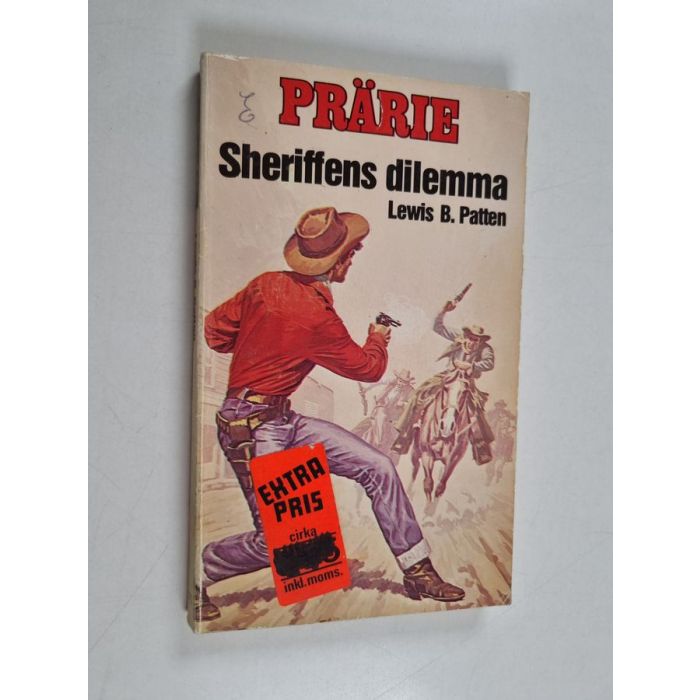 PRÄRIE
Sheriffens dilemma
Lewis B. Patten
EXTRA
PRIS
cirka
inkl.moms.